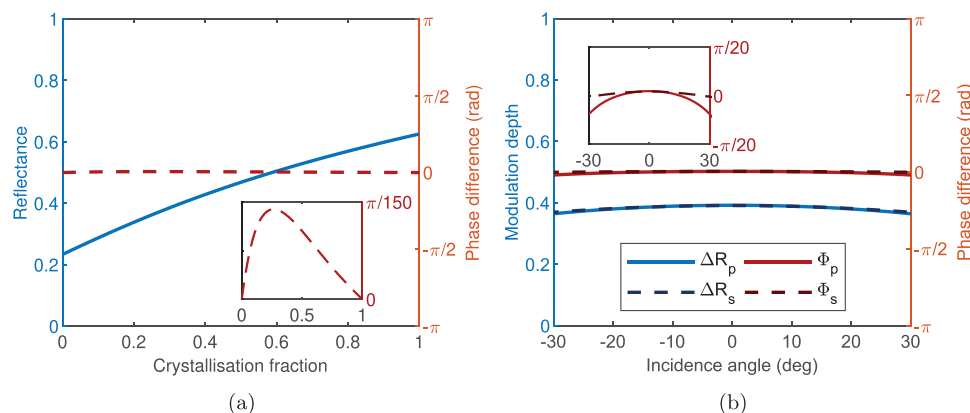 1
0.8
0.6
0.4
0.2
0
Reflectance
0
0.2
0.4
0.6
0.8
1
Crystallisation fraction
π
π/2
0
-π/2
-π
Phase difference (rad)
π/150
0
0
0.5
1
(a)
1
0.8
0.6
0.4
0.2
0
Modulation depth
-30
-20
-10
0
10
20
30
Incidence angle (deg)
π
π/2
0
-π/2
-π
Phase difference (rad)
π/20
0
-π/20
-30
0
30
ΔR_p
Φ_p
ΔR_s
Φ_s
(b)